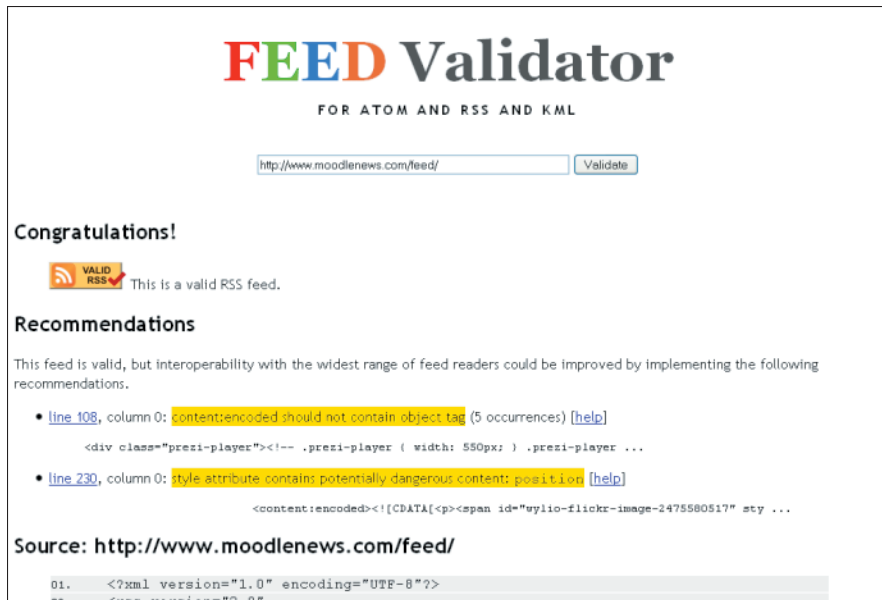 FEED Validator
FOR ATOM AND RSS AND KML
http://www.moodlenews.com/feed/ Validate
Congratulations!
VALID RSS This is a valid RSS feed.
Recommendations
This feed is valid, but interoperability with the widest range of feed readers could be improved by implementing the following
recommendations.
• line 108, column 0: content:encoded should not contain object tag (5 occurrences) [help]
<div class="prezi-player"><!-- .prezi-player { width: 550px; } .prezi-player ...
• line 230, column 0: style attribute contains potentially dangerous content: position [help]
<content:encoded><![CDATA[<p><span id="wylio-flickr-image-2475580517" sty ...
Source: http://www.moodlenews.com/feed/
01. <?xml version="1.0" encoding="UTF-8"?>